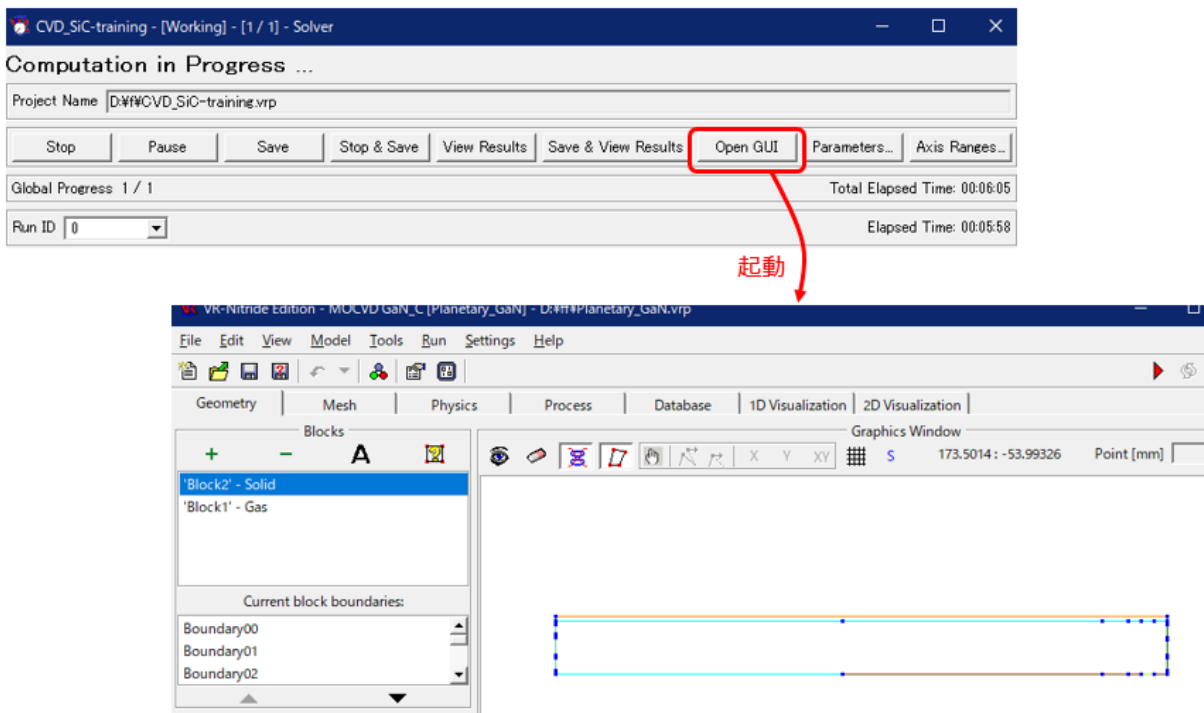 CVD_SiC-training - [Working] - [1 / 1] - Solver
Computation in Progress ...
Project Name D:¥f¥CVD_SiC-training.vrp
Stop Pause Save Stop & Save View Results Save & View Results Open GUI Parameters... Axis Ranges...
Global Progress 1 / 1 Total Elapsed Time: 00:06:05
Run ID 0 Elapsed Time: 00:05:58
起動
VR-Nitride Edition - MOCVD GaN_C [Planetary_GaN] - D:¥ff¥Planetary_GaN.vrp
File Edit View Model Tools Run Settings Help
Geometry Mesh Physics Process Database 1D Visualization 2D Visualization
Blocks Graphics Window
A X Y XY S 173.5014 : -53.99326 Point [mm]
'Block2' - Solid
'Block1' - Gas
Current block boundaries:
Boundary00
Boundary01
Boundary02